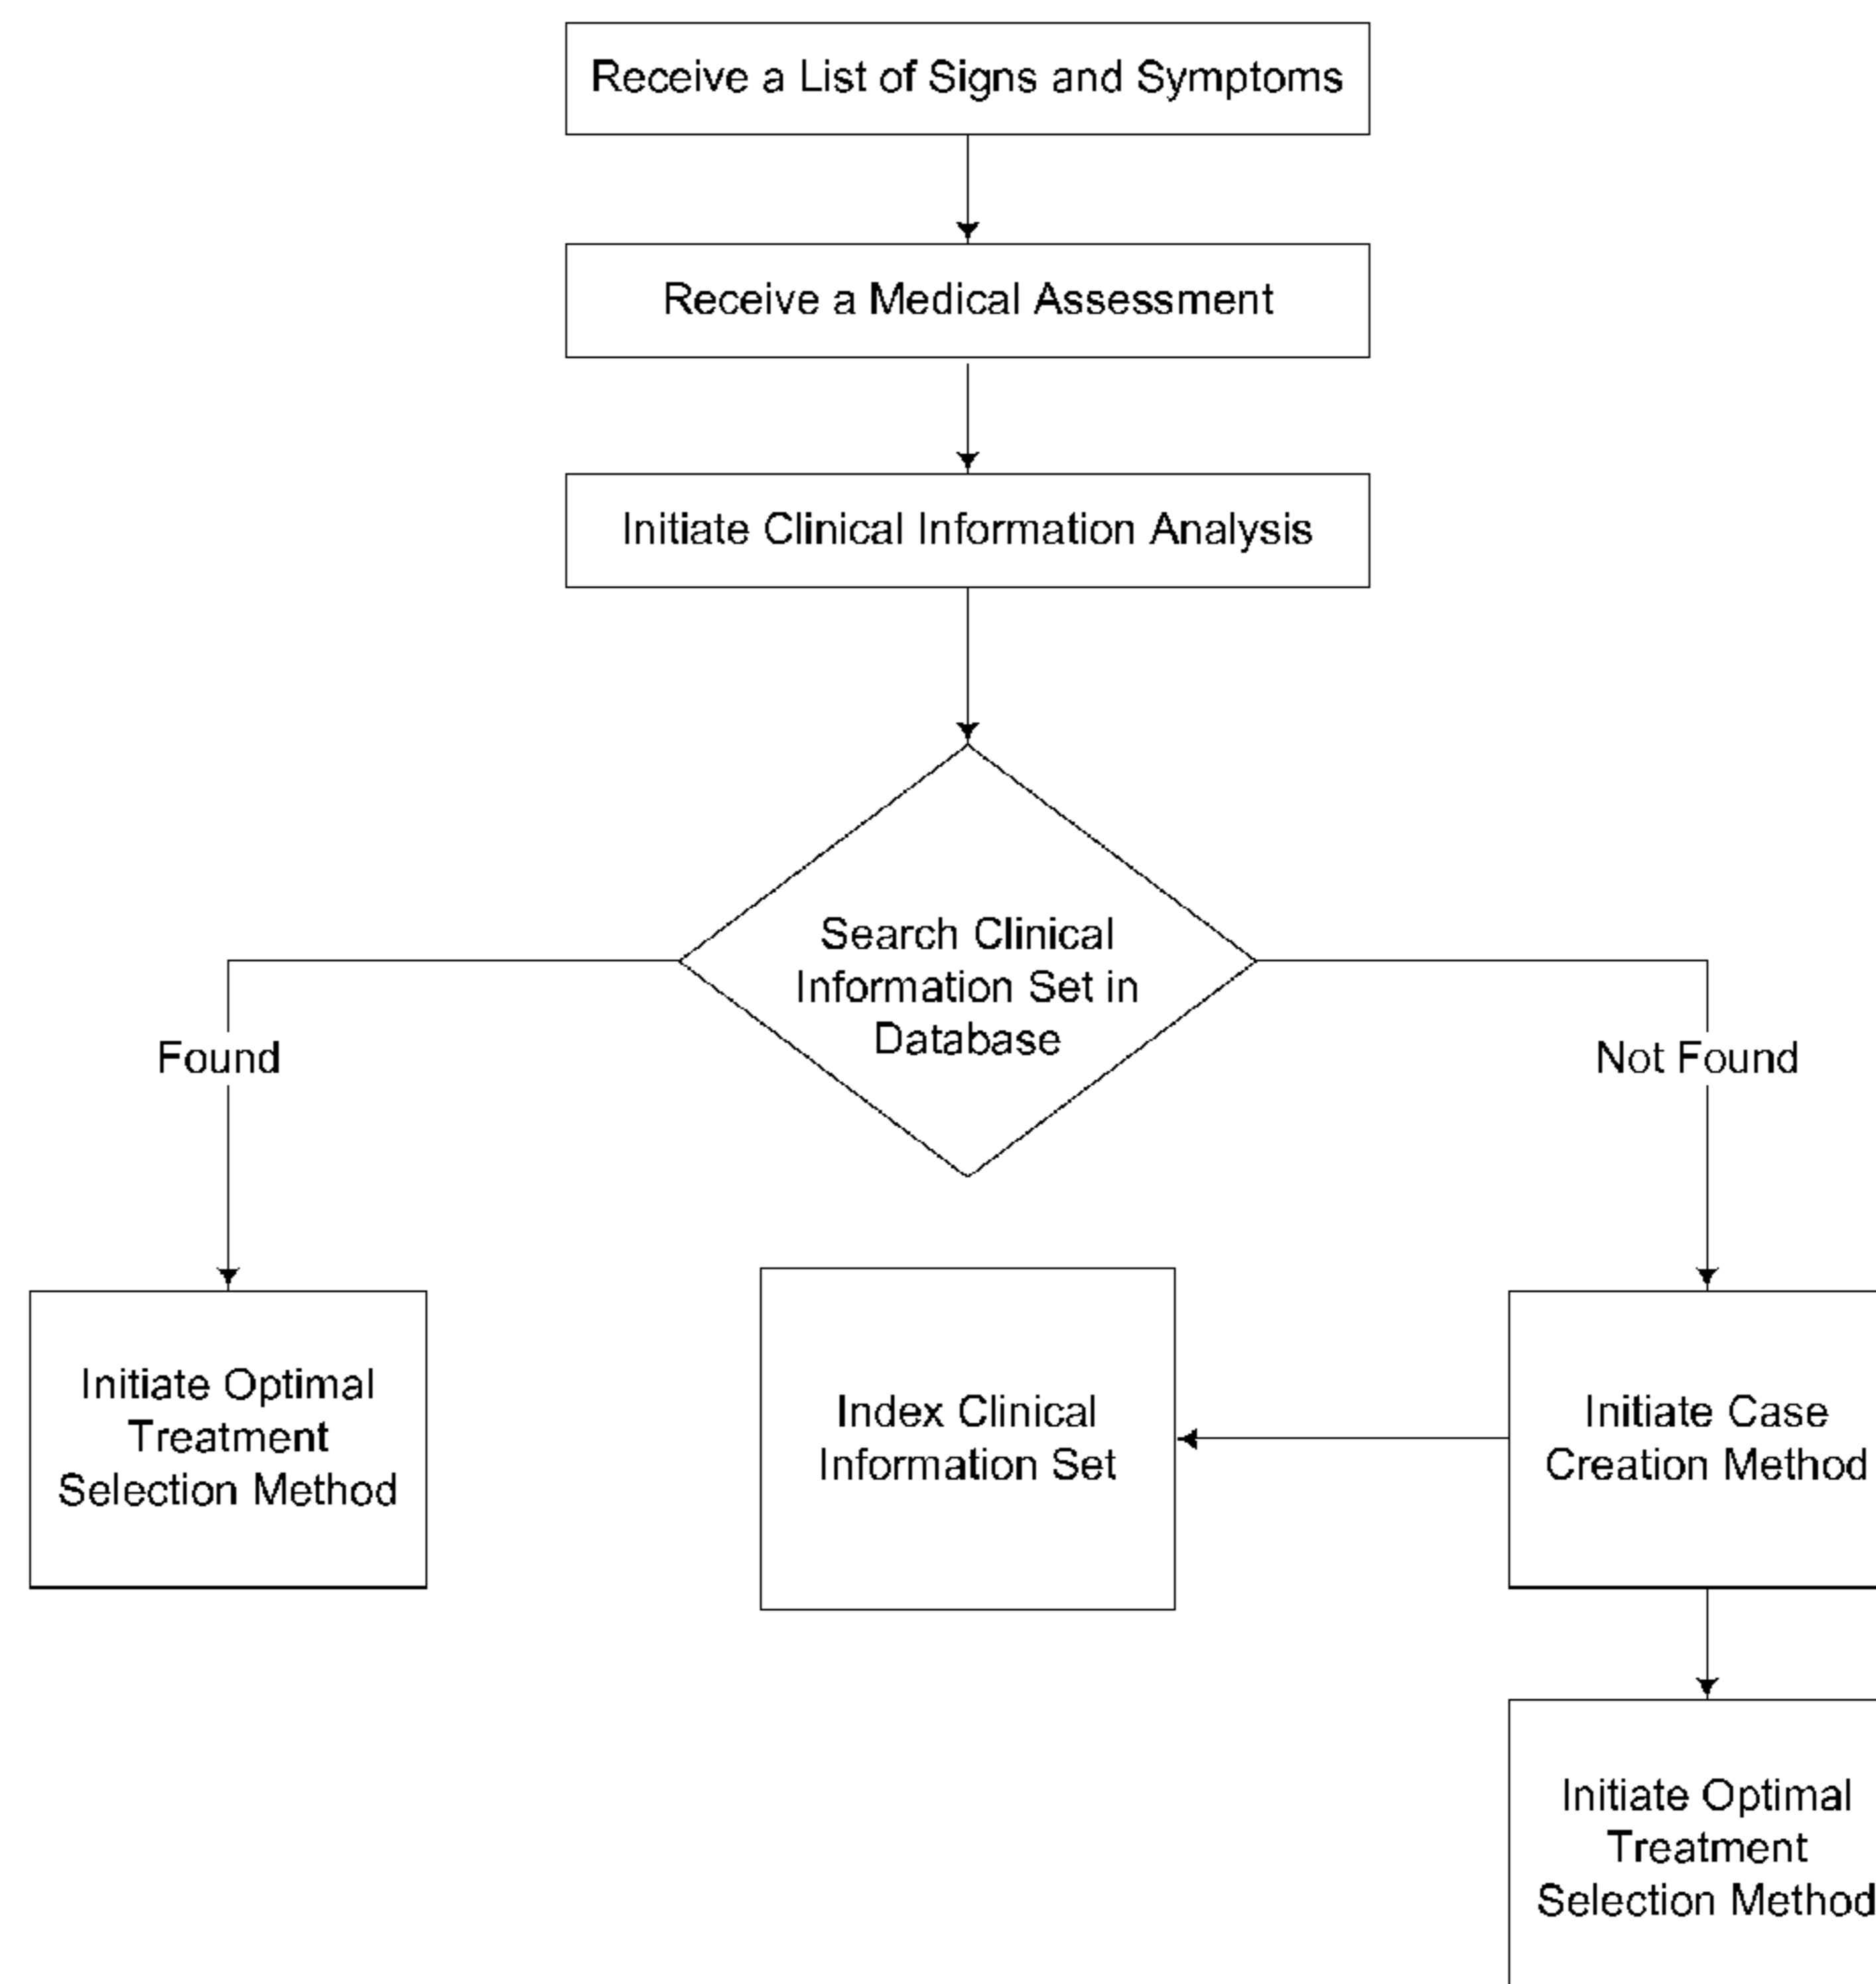 Receive a List of Signs and Symptoms
Receive a Medical Assessment
Initiate Clinical Information Analysis
Search Clinical
Information Set in
Database
Found
Not Found
Initiate Optimal
Treatment
Selection Method
Index Clinical
Information Set
Initiate Case
Creation Method
Initiate Optimal
Treatment
Selection Method